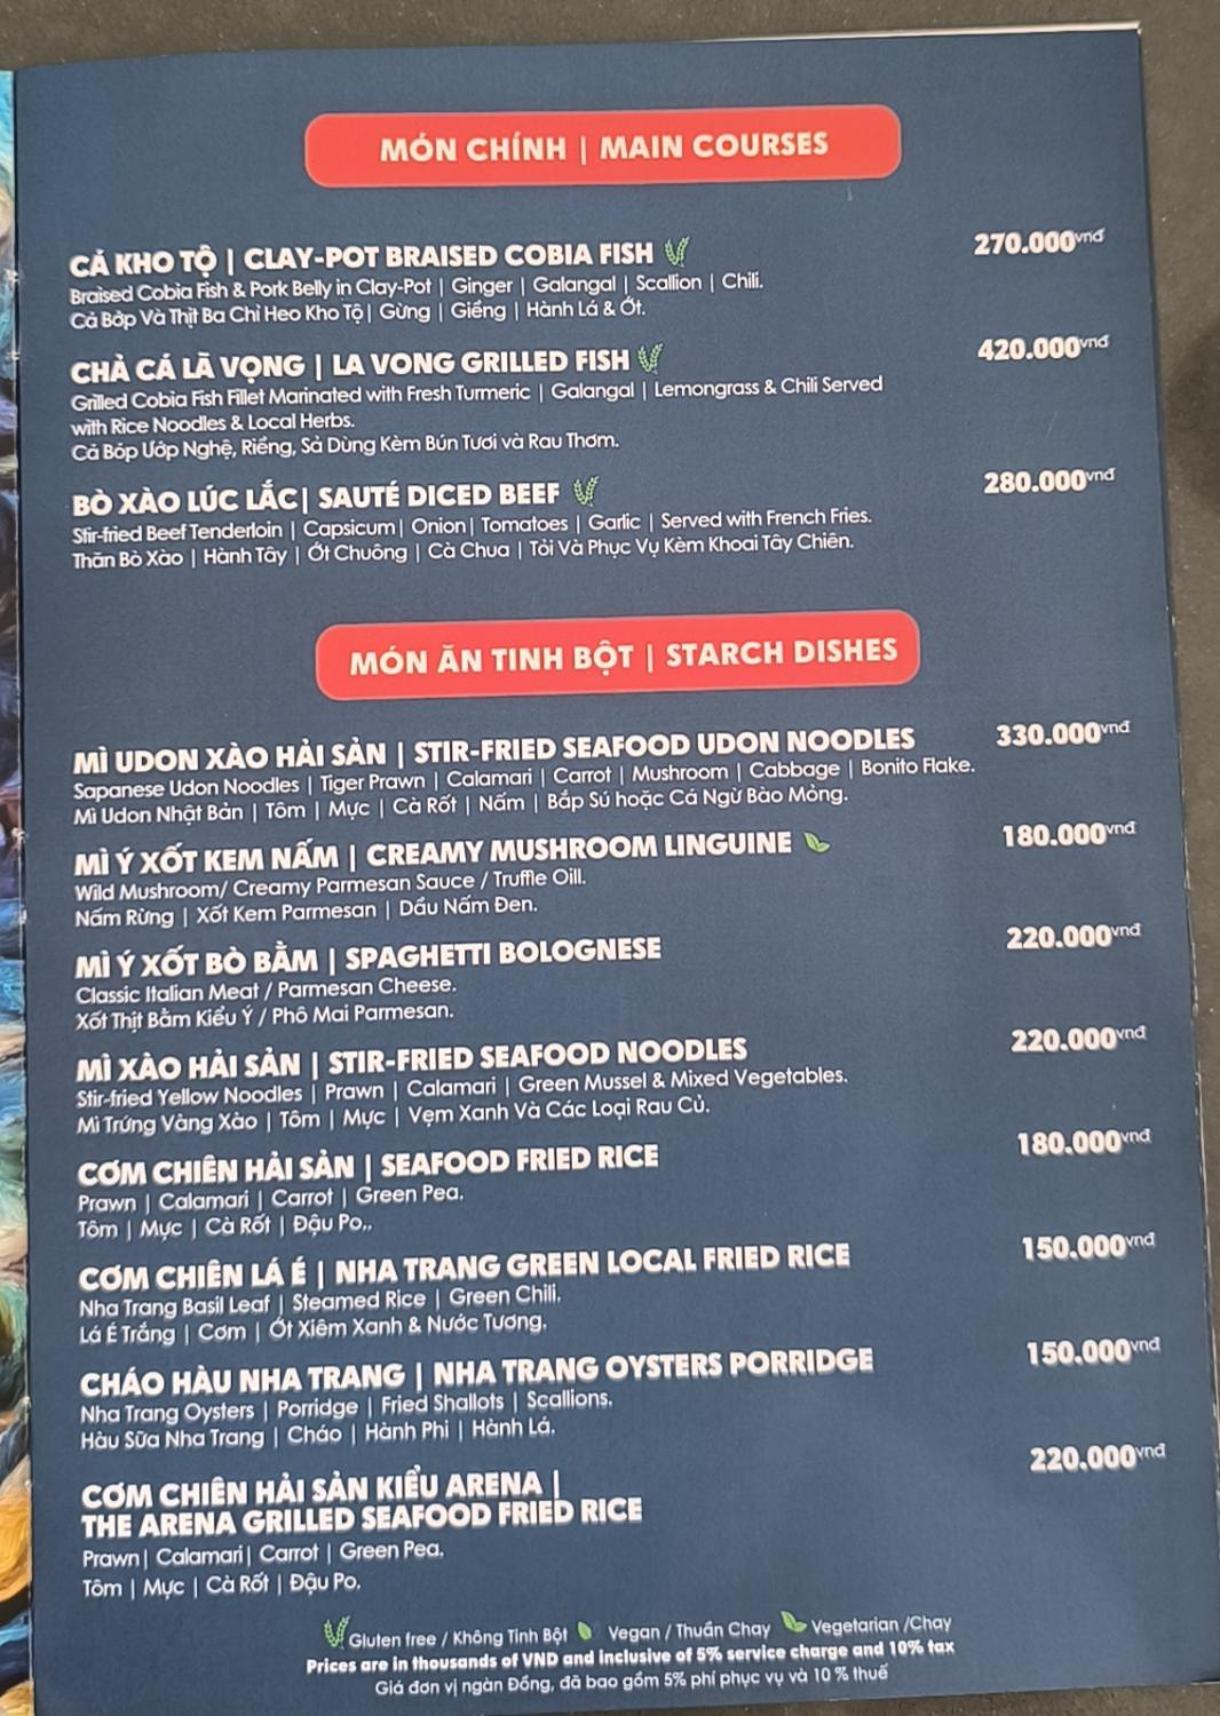 MÓN CHÍNH | MAIN COURSES
CÁ KHO TỘ | CLAY-POT BRAISED COBIA FISH 270.000vnđ
Braised Cobia Fish & Pork Belly in Clay-Pot | Ginger | Galangal | Scallion | Chili.
Cá Bớp Và Thịt Ba Chỉ Heo Kho Tộ | Gừng | Giềng | Hành Lá & Ớt.
CHẢ CÁ LÃ VỌNG | LA VONG GRILLED FISH 420.000vnđ
Grilled Cobia Fish Fillet Marinated with Fresh Turmeric | Galangal | Lemongrass & Chili Served
with Rice Noodles & Local Herbs.
Cá Bóp Ướp Nghệ, Riềng, Sả Dùng Kèm Bún Tươi và Rau Thơm.
BÒ XÀO LÚC LẮC| SAUTÉ DICED BEEF 280.000vnđ
Stir-fried Beef Tenderloin | Capsicum| Onion| Tomatoes | Garlic | Served with French Fries.
Thăn Bò Xào | Hành Tây | Ớt Chuông | Cà Chua | Tỏi Và Phục Vụ Kèm Khoai Tây Chiên.
MÓN ĂN TINH BỘT | STARCH DISHES
MÌ UDON XÀO HẢI SẢN | STIR-FRIED SEAFOOD UDON NOODLES 330.000vnđ
Sapanese Udon Noodles | Tiger Prawn | Calamari | Carrot | Mushroom | Cabbage | Bonito Flake.
Mì Udon Nhật Bản | Tôm | Mực | Cà Rốt | Nấm | Bắp Sú hoặc Cá Ngừ Bào Mỏng.
MÌ Ý XỐT KEM NẤM | CREAMY MUSHROOM LINGUINE 180.000vnđ
Wild Mushroom/ Creamy Parmesan Sauce / Truffle Oill.
Nấm Rừng | Xốt Kem Parmesan | Dầu Nấm Đen.
MÌ Ý XỐT BÒ BẰM | SPAGHETTI BOLOGNESE 220.000vnđ
Classic Italian Meat / Parmesan Cheese.
Xốt Thịt Bằm Kiểu Ý / Phô Mai Parmesan.
MÌ XÀO HẢI SẢN | STIR-FRIED SEAFOOD NOODLES 220.000vnđ
Stir-fried Yellow Noodles | Prawn | Calamari | Green Mussel & Mixed Vegetables.
Mì Trứng Vàng Xào | Tôm | Mực | Vẹm Xanh Và Các Loại Rau Củ.
CƠM CHIÊN HẢI SẢN | SEAFOOD FRIED RICE 180.000vnđ
Prawn | Calamari | Carrot | Green Pea.
Tôm | Mực | Cà Rốt | Đậu Po..
CƠM CHIÊN LÁ É | NHA TRANG GREEN LOCAL FRIED RICE 150.000vnđ
Nha Trang Basil Leaf | Steamed Rice | Green Chili.
Lá É Trắng | Cơm | Ớt Xiêm Xanh & Nước Tương.
CHÁO HÀU NHA TRANG | NHA TRANG OYSTERS PORRIDGE 150.000vnđ
Nha Trang Oysters | Porridge | Fried Shallots | Scallions.
Hàu Sữa Nha Trang | Cháo | Hành Phi | Hành Lá.
CƠM CHIÊN HẢI SẢN KIỂU ARENA | 220.000vnđ
THE ARENA GRILLED SEAFOOD FRIED RICE
Prawn| Calamari| Carrot | Green Pea.
Tôm | Mực | Cà Rốt | Đậu Po.
Gluten free / Không Tinh Bột Vegan / Thuần Chay Vegetarian /Chay
Prices are in thousands of VND and inclusive of 5% service charge and 10% tax
Giá đơn vị ngàn Đồng, đã bao gồm 5% phí phục vụ và 10 % thuế